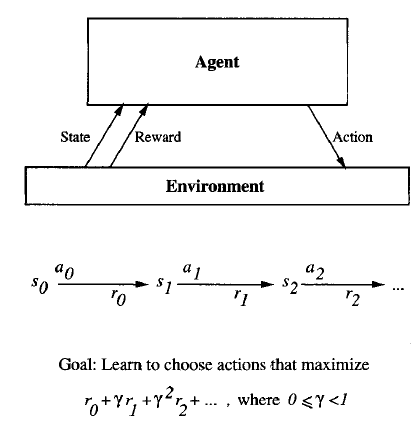 Agent
State Reward Action
Environment
s₀ a₀ r₀ s₁ a₁ r₁ s₂ a₂ r₂ ...
Goal: Learn to choose actions that maximize
r₀ + γr₁ + γ²r₂ + ... , where 0 ⩽ γ < 1